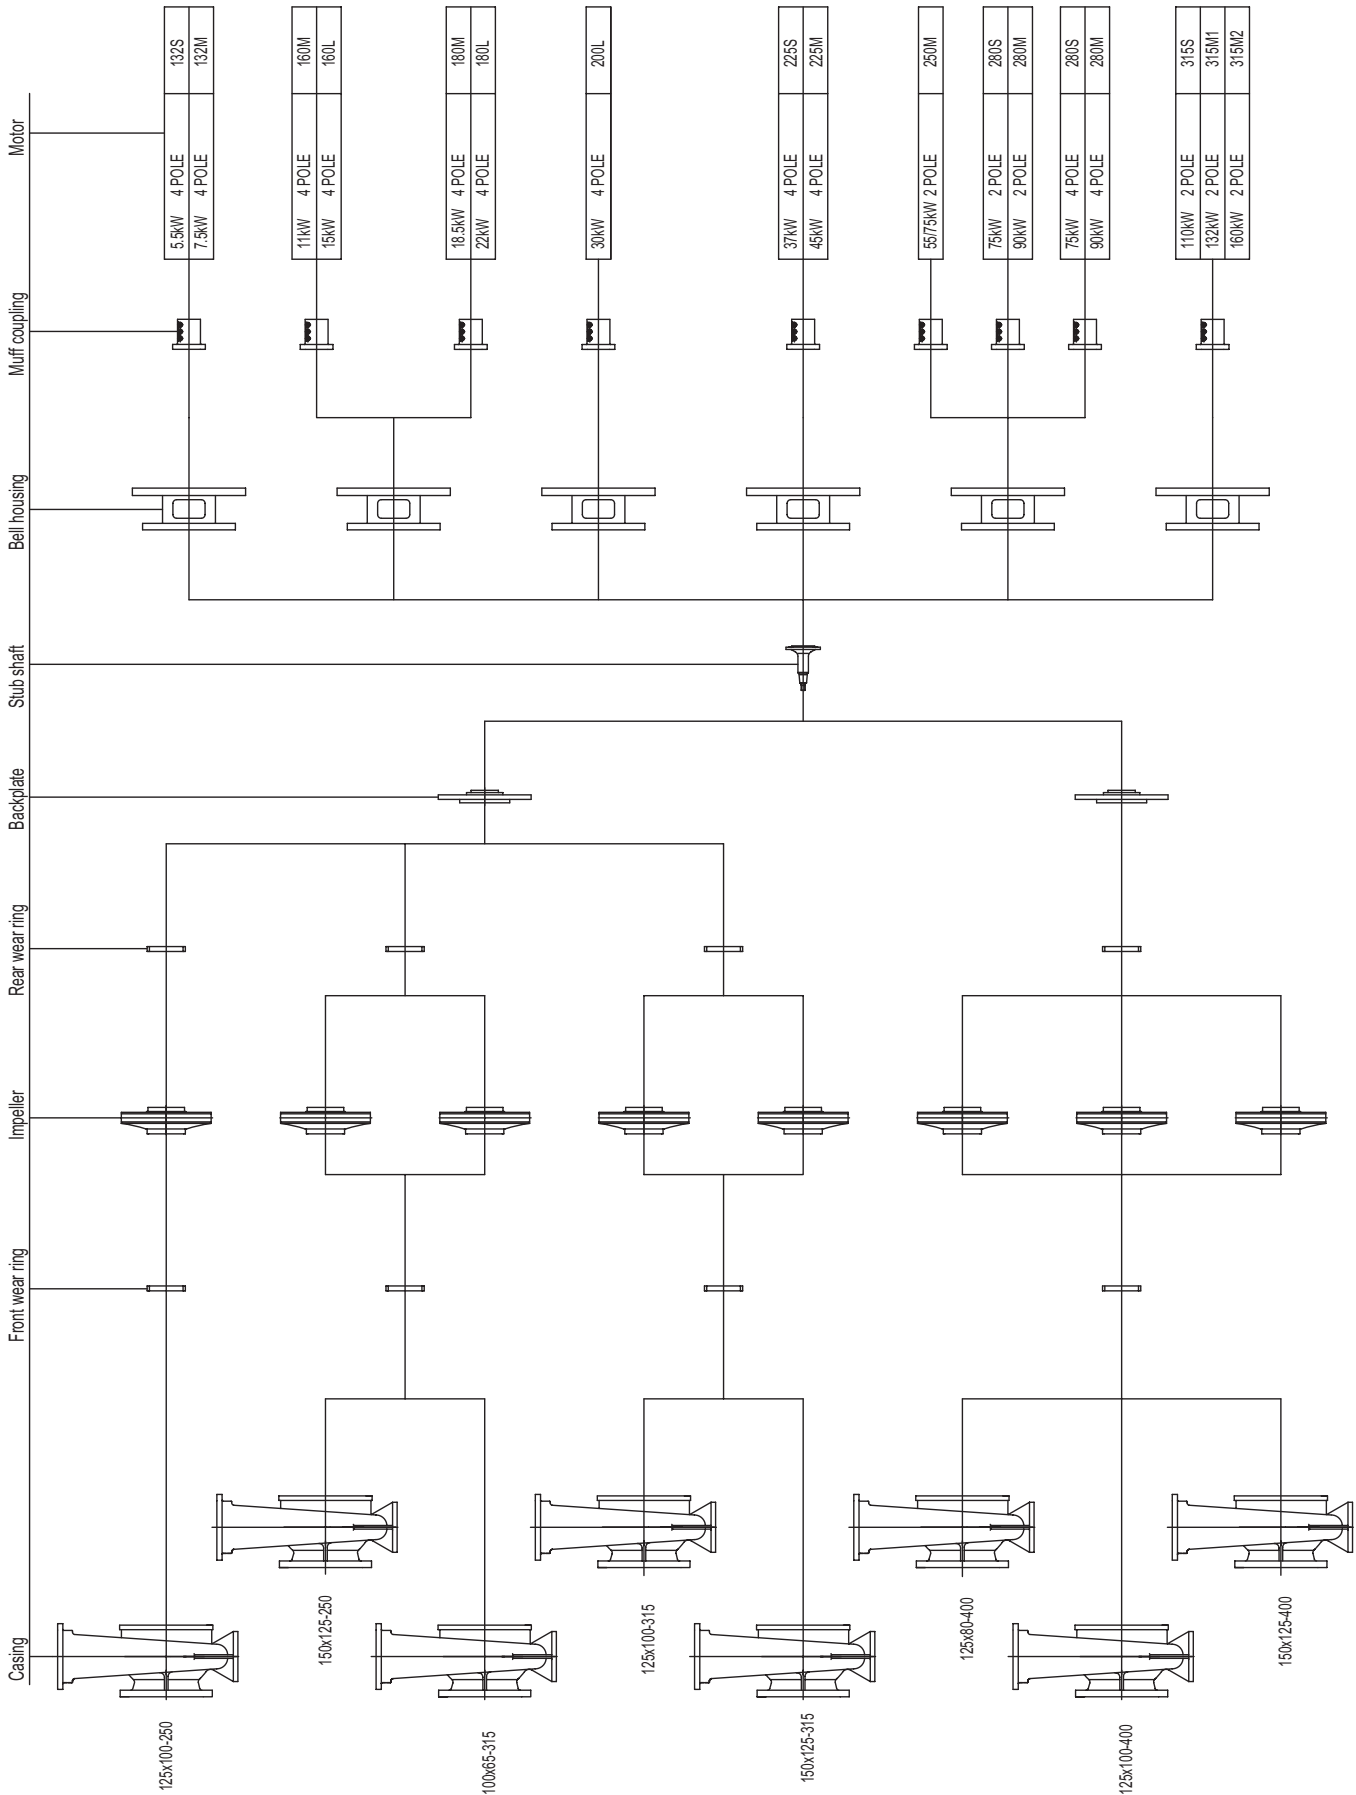 Casing
Front wear ring
Impeller
Rear wear ring
Backplate
Stub shaft
Bell housing
Muff coupling
Motor
125x100-250
150x125-250
100x65-315
125x100-315
150x125-315
125x80-400
125x100-400
150x125-400
5.5kW 4 POLE 132S
7.5kW 4 POLE 132M
11kW 4 POLE 160M
15kW 4 POLE 160L
18.5kW 4 POLE 180M
22kW 4 POLE 180L
30kW 4 POLE 200L
37kW 4 POLE 225S
45kW 4 POLE 225M
55/75kW 2 POLE 250M
75kW 2 POLE 280S
90kW 2 POLE 280M
75kW 4 POLE 280S
90kW 4 POLE 280M
110kW 2 POLE 315S
132kW 2 POLE 315M1
160kW 2 POLE 315M2